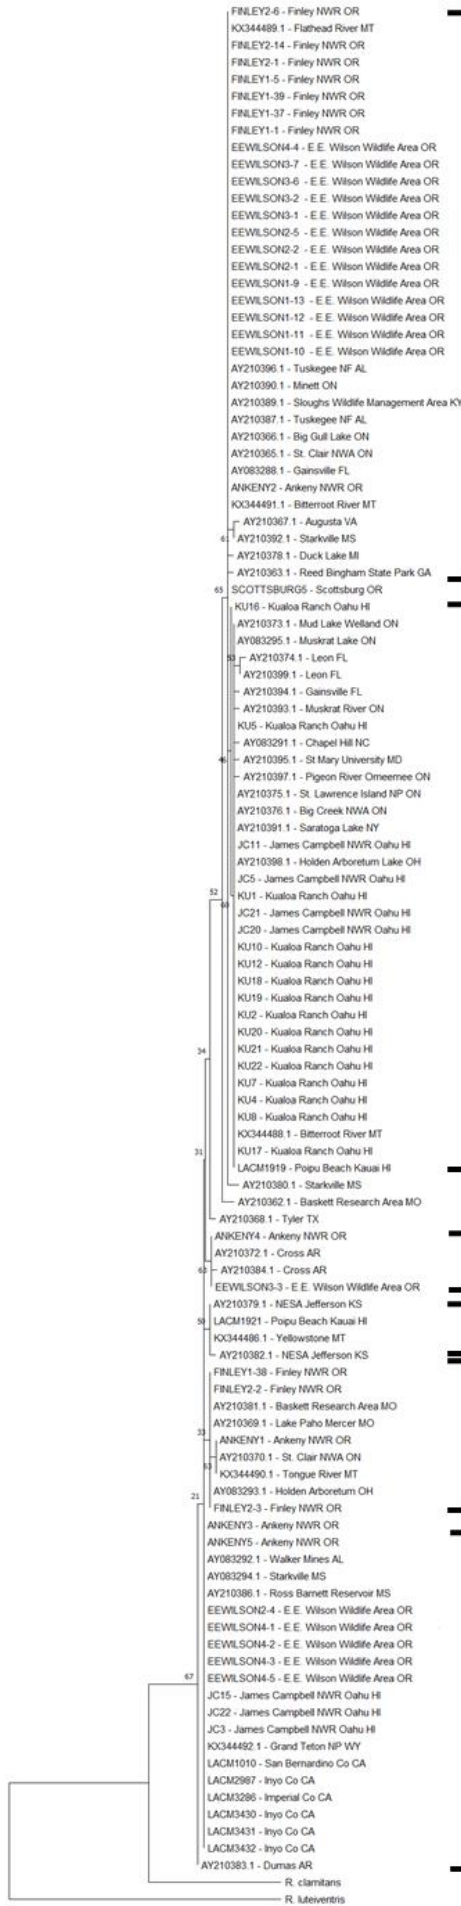 FINLEY2-6 - Finley NWR OR
KX344489.1 - Flathead River MT
FINLEY2-14 - Finley NWR OR
FINLEY2-1 - Finley NWR OR
FINLEY1-5 - Finley NWR OR
FINLEY1-39 - Finley NWR OR
FINLEY1-37 - Finley NWR OR
FINLEY1-1 - Finley NWR OR
EEWILSON4-4 - E.E. Wilson Wildlife Area OR
EEWILSON3-7 - E.E. Wilson Wildlife Area OR
EEWILSON3-6 - E.E. Wilson Wildlife Area OR
EEWILSON3-2 - E.E. Wilson Wildlife Area OR
EEWILSON3-1 - E.E. Wilson Wildlife Area OR
EEWILSON2-5 - E.E. Wilson Wildlife Area OR
EEWILSON2-2 - E.E. Wilson Wildlife Area OR
EEWILSON2-1 - E.E. Wilson Wildlife Area OR
EEWILSON1-9 - E.E. Wilson Wildlife Area OR
EEWILSON1-13 - E.E. Wilson Wildlife Area OR
EEWILSON1-12 - E.E. Wilson Wildlife Area OR
EEWILSON1-11 - E.E. Wilson Wildlife Area OR
EEWILSON1-10 - E.E. Wilson Wildlife Area OR
AY210396.1 - Tuskegee NF AL
AY210390.1 - Minett ON
AY210389.1 - Sloughs Wildlife Management Area KY
AY210387.1 - Tuskegee NF AL
AY210366.1 - Big Gull Lake ON
AY210365.1 - St. Clair NWA ON
AY083288.1 - Gainsville FL
ANKENY2 - Ankeny NWR OR
KX344491.1 - Bitterroot River MT
AY210367.1 - Augusta VA
61 AY210392.1 - Starkville MS
AY210378.1 - Duck Lake MI
AY210363.1 - Reed Bingham State Park GA
65 SCOTTSBURG5 - Scottsburg OR
KU16 - Kualoa Ranch Oahu HI
AY210373.1 - Mud Lake Welland ON
AY083295.1 - Muskrat Lake ON
53 AY210374.1 - Leon FL
AY210399.1 - Leon FL
AY210394.1 - Gainsville FL
AY210393.1 - Muskrat River ON
KU5 - Kualoa Ranch Oahu HI
AY083291.1 - Chapel Hill NC
46 AY210395.1 - St Mary University MD
AY210397.1 - Pigeon River Omeemee ON
AY210375.1 - St. Lawrence Island NP ON
AY210376.1 - Big Creek NWA ON
AY210391.1 - Saratoga Lake NY
JC11 - James Campbell NWR Oahu HI
AY210398.1 - Holden Arboretum Lake OH
JC5 - James Campbell NWR Oahu HI
52 KU1 - Kualoa Ranch Oahu HI
60 JC21 - James Campbell NWR Oahu HI
JC20 - James Campbell NWR Oahu HI
KU10 - Kualoa Ranch Oahu HI
KU12 - Kualoa Ranch Oahu HI
KU18 - Kualoa Ranch Oahu HI
KU19 - Kualoa Ranch Oahu HI
KU2 - Kualoa Ranch Oahu HI
KU20 - Kualoa Ranch Oahu HI
KU21 - Kualoa Ranch Oahu HI
34 KU22 - Kualoa Ranch Oahu HI
KU7 - Kualoa Ranch Oahu HI
KU4 - Kualoa Ranch Oahu HI
KU8 - Kualoa Ranch Oahu HI
KX344488.1 - Bitterroot River MT
31 KU17 - Kualoa Ranch Oahu HI
LACM1919 - Poipu Beach Kauai HI
AY210380.1 - Starkville MS
AY210362.1 - Baskett Research Area MO
AY210368.1 - Tyler TX
ANKENY4 - Ankeny NWR OR
AY210372.1 - Cross AR
63 AY210384.1 - Cross AR
EEWILSON3-3 - E.E. Wilson Wildlife Area OR
AY210379.1 - NESA Jefferson KS
50 LACM1921 - Poipu Beach Kauai HI
KX344486.1 - Yellowstone MT
AY210382.1 - NESA Jefferson KS
FINLEY1-38 - Finley NWR OR
FINLEY2-2 - Finley NWR OR
AY210381.1 - Baskett Research Area MO
AY210369.1 - Lake Paho Mercer MO
33 ANKENY1 - Ankeny NWR OR
AY210370.1 - St. Clair NWA ON
63 KX344490.1 - Tongue River MT
AY083293.1 - Holden Arboretum OH
21 FINLEY2-3 - Finley NWR OR
ANKENY3 - Ankeny NWR OR
ANKENY5 - Ankeny NWR OR
AY083292.1 - Walker Mines AL
AY083294.1 - Starkville MS
AY210386.1 - Ross Barnett Reservoir MS
EEWILSON2-4 - E.E. Wilson Wildlife Area OR
EEWILSON4-1 - E.E. Wilson Wildlife Area OR
EEWILSON4-2 - E.E. Wilson Wildlife Area OR
EEWILSON4-3 - E.E. Wilson Wildlife Area OR
67 EEWILSON4-5 - E.E. Wilson Wildlife Area OR
JC15 - James Campbell NWR Oahu HI
JC22 - James Campbell NWR Oahu HI
JC3 - James Campbell NWR Oahu HI
KX344492.1 - Grand Teton NP WY
LACM1010 - San Bernardino Co CA
LACM2987 - Inyo Co CA
LACM3286 - Imperial Co CA
LACM3430 - Inyo Co CA
LACM3431 - Inyo Co CA
LACM3432 - Inyo Co CA
AY210383.1 - Dumas AR
R. clamitans
R. luteiventris